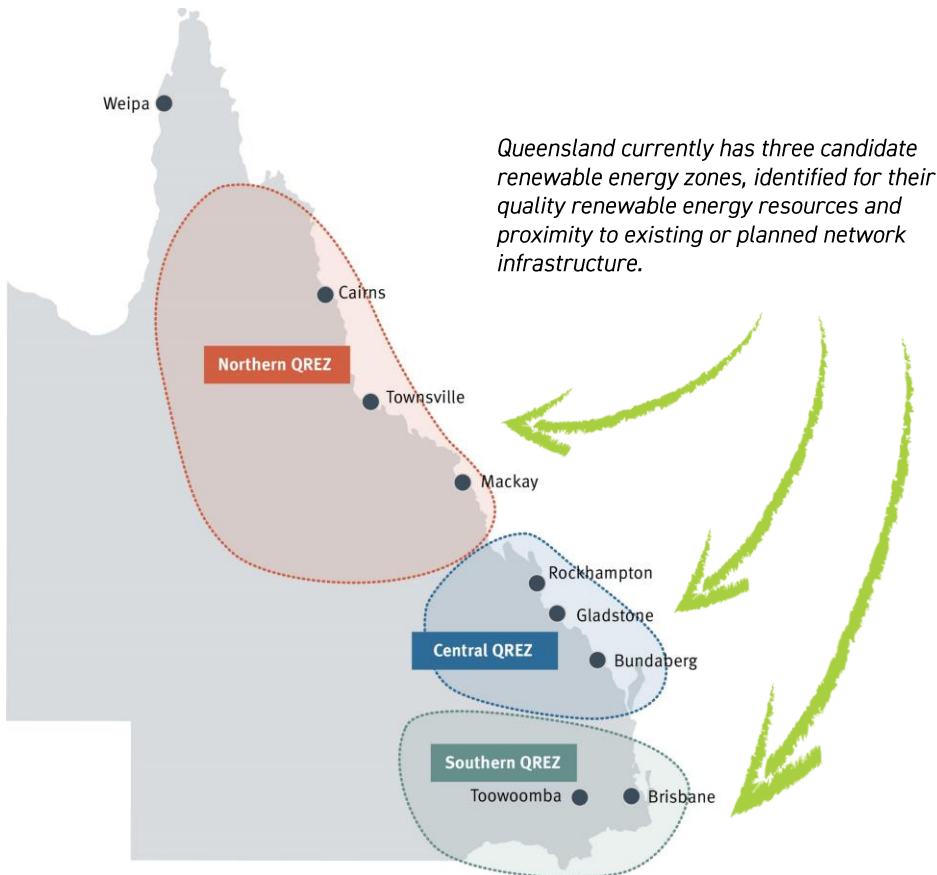 Weipa
Queensland currently has three candidate
renewable energy zones, identified for their
quality renewable energy resources and
proximity to existing or planned network
infrastructure.
Cairns
Northern QREZ
Townsville
Mackay
Rockhampton
Gladstone
Central QREZ
Bundaberg
Southern QREZ
Toowoomba
Brisbane